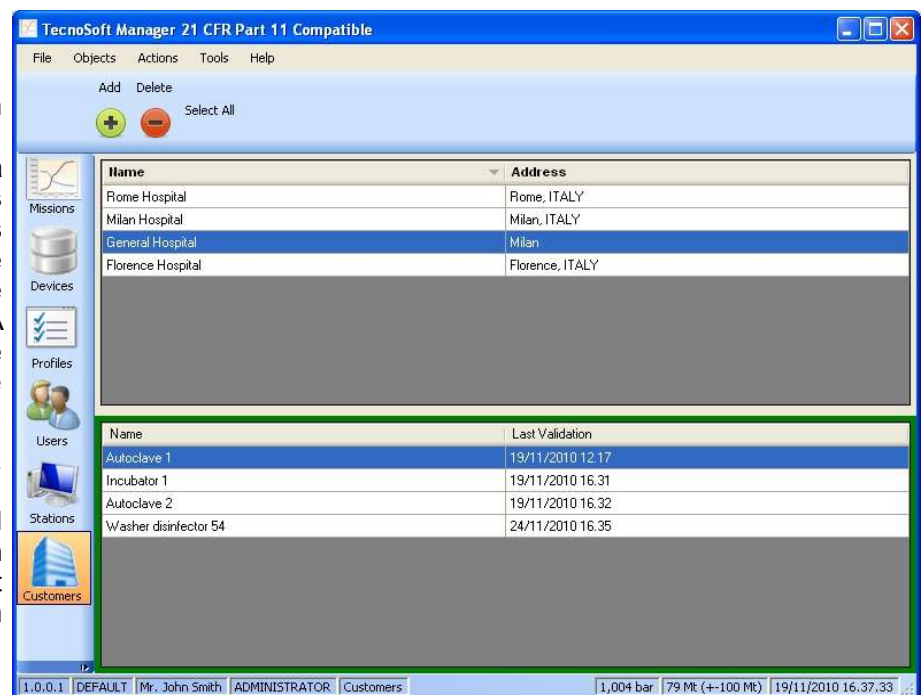 TecnoSoft Manager 21 CFR Part 11 Compatible
File Objects Actions Tools Help
Add Delete
Select All
Missions
Devices
Profiles
Users
Stations
Customers
Name Address
Rome Hospital Rome, ITALY
Milan Hospital Milan, ITALY
General Hospital Milan
Florence Hospital Florence, ITALY
Name Last Validation
Autoclave 1 19/11/2010 12.17
Incubator 1 19/11/2010 16.31
Autoclave 2 19/11/2010 16.32
Washer disinfector 54 24/11/2010 16.35
1.0.0.1 DEFAULT Mr. John Smith ADMINISTRATOR Customers 1,004 bar 79 Mt (+-100 Mt) 19/11/2010 16.37.33